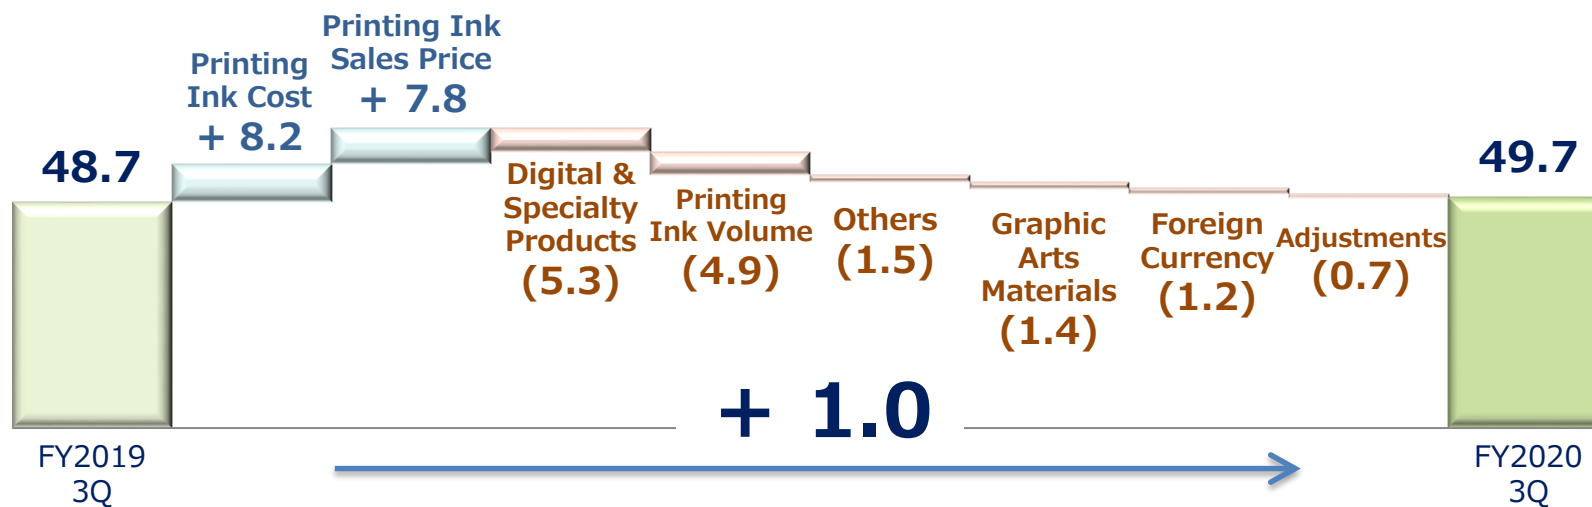 48.7
Printing
Ink Cost
+ 8.2
Printing Ink
Sales Price
+ 7.8
Digital &
Specialty
Products
(5.3)
Printing
Ink Volume
(4.9)
Others
(1.5)
Graphic
Arts
Materials
(1.4)
Foreign
Currency
(1.2)
Adjustments
(0.7)
49.7
+ 1.0
FY2019
3Q
FY2020
3Q